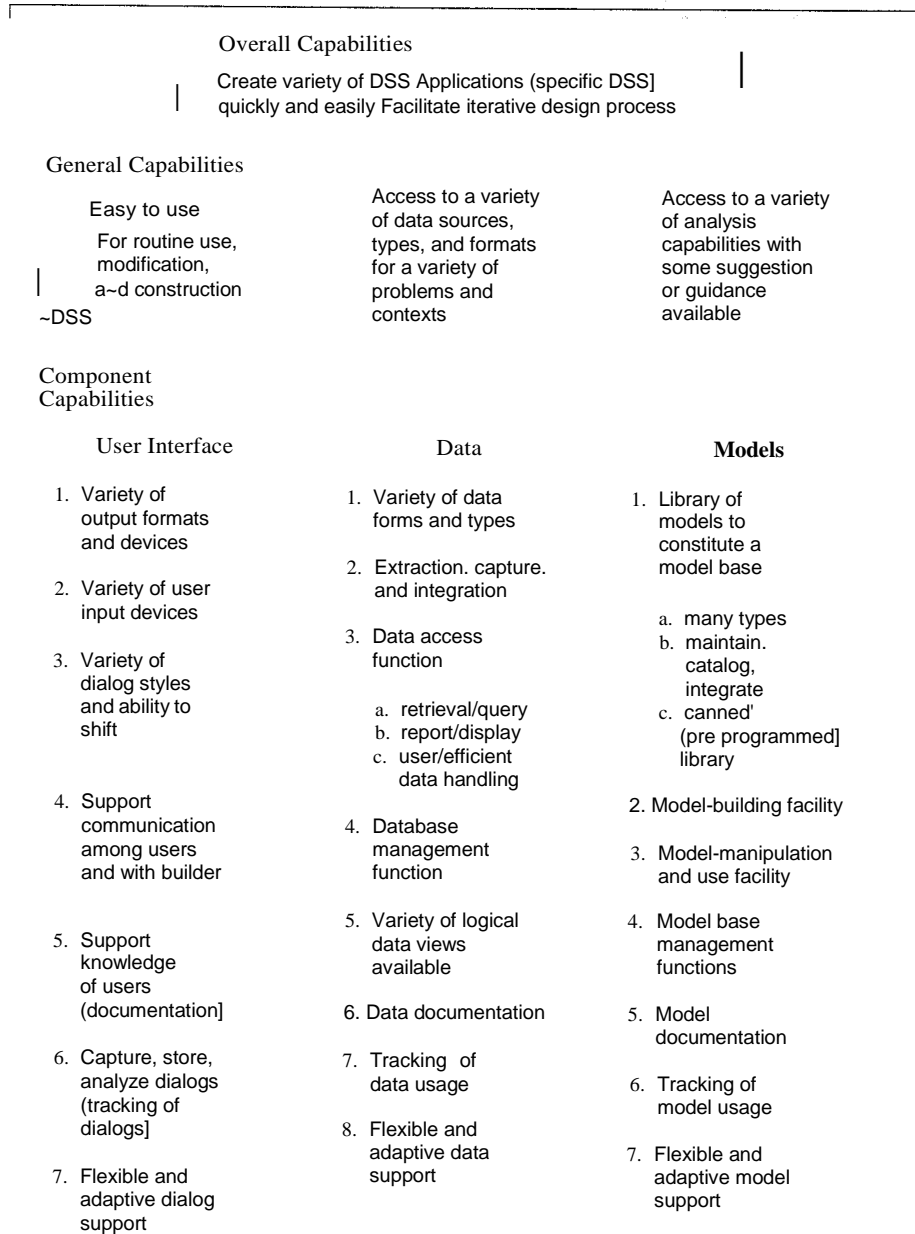 Overall Capabilities
Create variety of DSS Applications (specific DSS]
quickly and easily Facilitate iterative design process
General Capabilities
Easy to use
For routine use,
modification,
a~d construction
~DSS
Access to a variety
of data sources,
types, and formats
for a variety of
problems and
contexts
Access to a variety
of analysis
capabilities with
some suggestion
or guidance
available
Component
Capabilities
User Interface
1. Variety of
output formats
and devices
2. Variety of user
input devices
3. Variety of
dialog styles
and ability to
shift
4. Support
communication
among users
and with builder
5. Support
knowledge
of users
(documentation]
6. Capture, store,
analyze dialogs
(tracking of
dialogs]
7. Flexible and
adaptive dialog
support
Data
1. Variety of data
forms and types
2. Extraction. capture.
and integration
3. Data access
function
a. retrieval/query
b. report/display
c. user/efficient
data handling
4. Database
management
function
5. Variety of logical
data views
available
6. Data documentation
7. Tracking of
data usage
8. Flexible and
adaptive data
support
Models
1. Library of
models to
constitute a
model base
a. many types
b. maintain.
catalog,
integrate
c. canned'
(pre programmed]
library
2. Model-building facility
3. Model-manipulation
and use facility
4. Model base
management
functions
5. Model
documentation
6. Tracking of
model usage
7. Flexible and
adaptive model
support